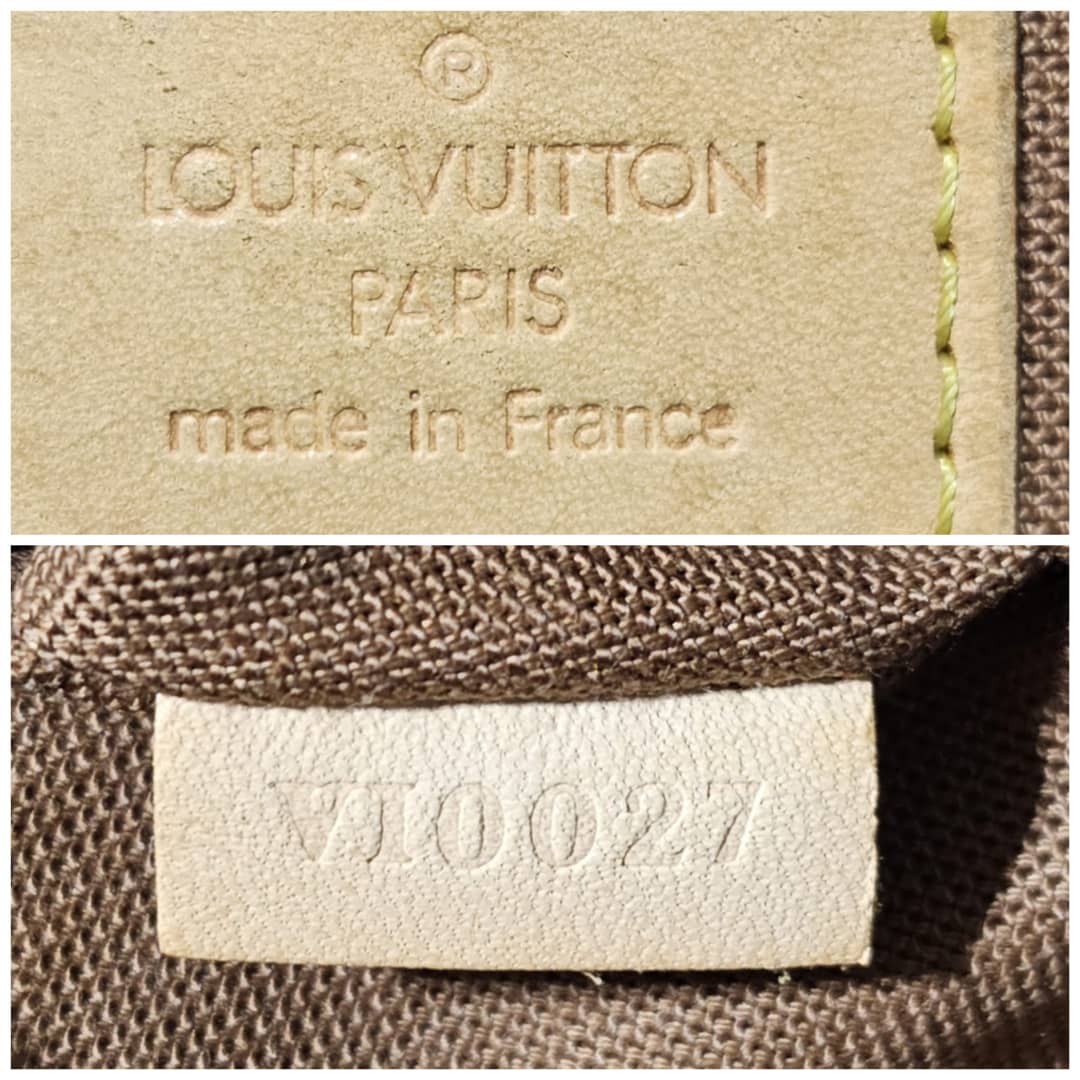 ®
LOUIS VUITTON
PARIS
made in France
VI0027